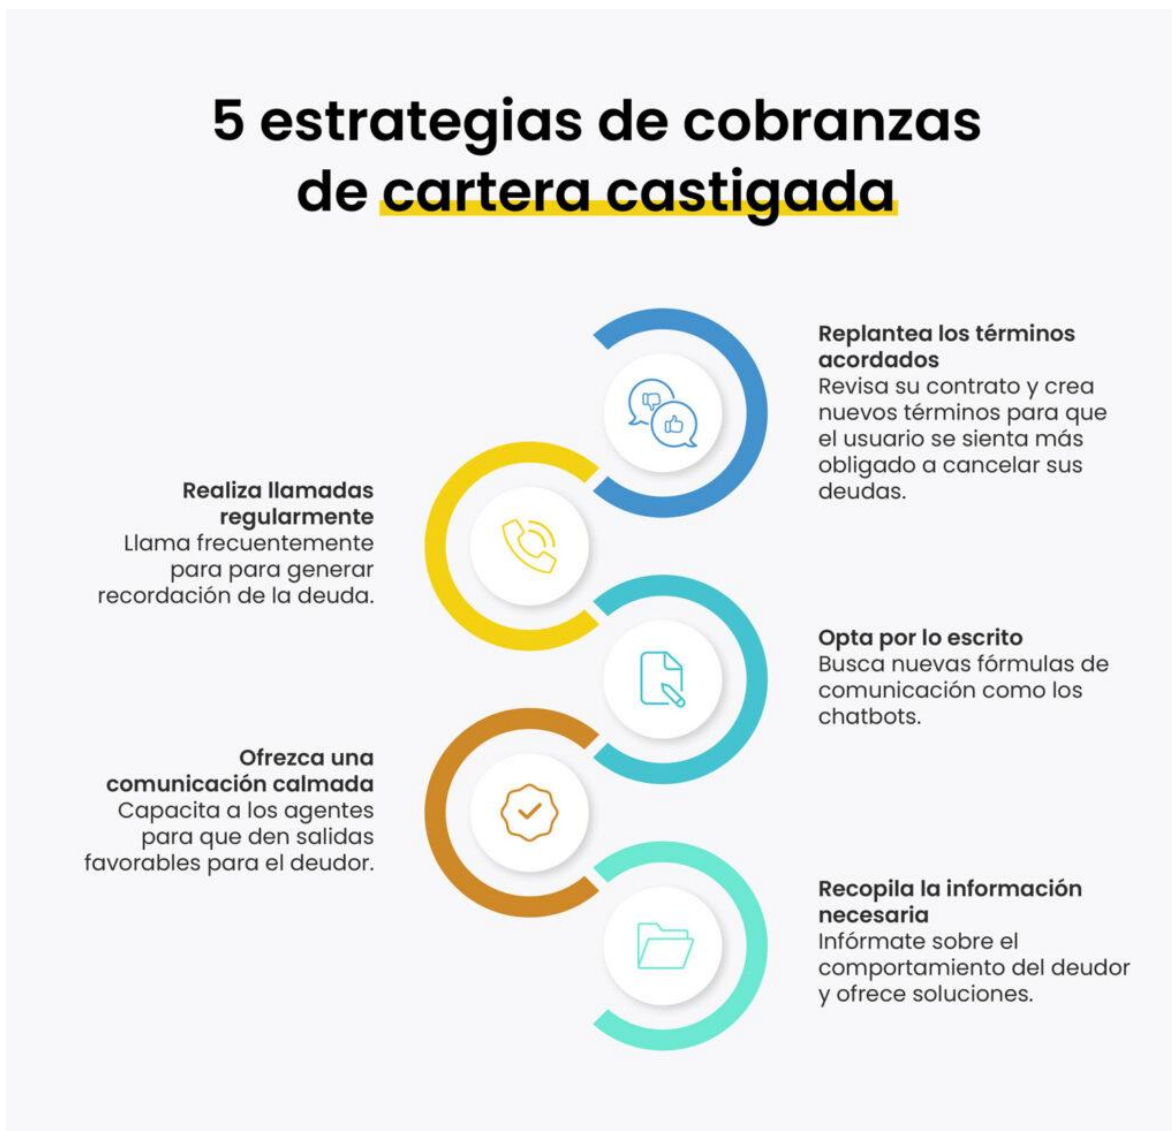 5 estrategias de cobranzas
de cartera castigada
Replantea los términos
acordados
Revisa su contrato y crea
nuevos términos para que
el usuario se sienta más
obligado a cancelar sus
deudas.
Realiza llamadas
regularmente
Llama frecuentemente
para para generar
recordación de la deuda.
Opta por lo escrito
Busca nuevas fórmulas de
comunicación como los
chatbots.
Ofrezca una
comunicación calmada
Capacita a los agentes
para que den salidas
favorables para el deudor.
Recopila la información
necesaria
Infórmate sobre el
comportamiento del deudor
y ofrece soluciones.